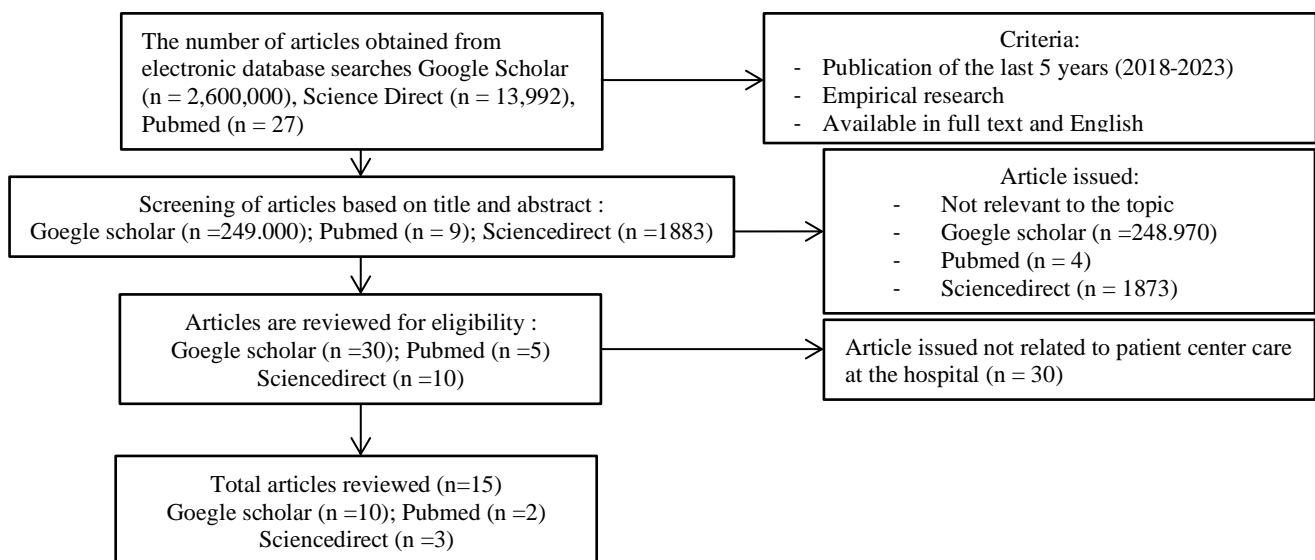 The number of articles obtained from
electronic database searches Google Scholar
(n = 2,600,000), Science Direct (n = 13,992),
Pubmed (n = 27)
Criteria:
- Publication of the last 5 years (2018-2023)
- Empirical research
- Available in full text and English
Screening of articles based on title and abstract :
Goegle scholar (n =249.000); Pubmed (n = 9); Sciencedirect (n =1883)
Article issued:
- Not relevant to the topic
- Goegle scholar (n =248.970)
- Pubmed (n = 4)
- Sciencedirect (n = 1873)
Articles are reviewed for eligibility :
Goegle scholar (n =30); Pubmed (n =5)
Sciencedirect (n =10)
Article issued not related to patient center care
at the hospital (n = 30)
Total articles reviewed (n=15)
Goegle scholar (n =10); Pubmed (n =2)
Sciencedirect (n =3)